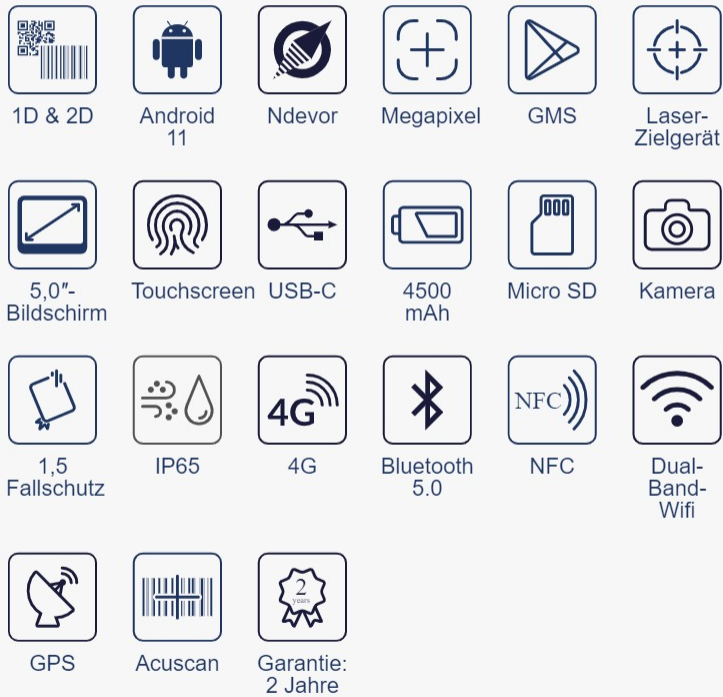 1D & 2D
Android
11
Ndevor
Megapixel
GMS
Laser-
Zielgerät
5,0″-
Bildschirm
Touchscreen
USB-C
4500
mAh
Micro SD
Kamera
1,5
Fallschutz
IP65
4G
4G
Bluetooth
5.0
NFC
NFC
Dual-
Band-
Wifi
GPS
Acuscan
2
years
Garantie:
2 Jahre